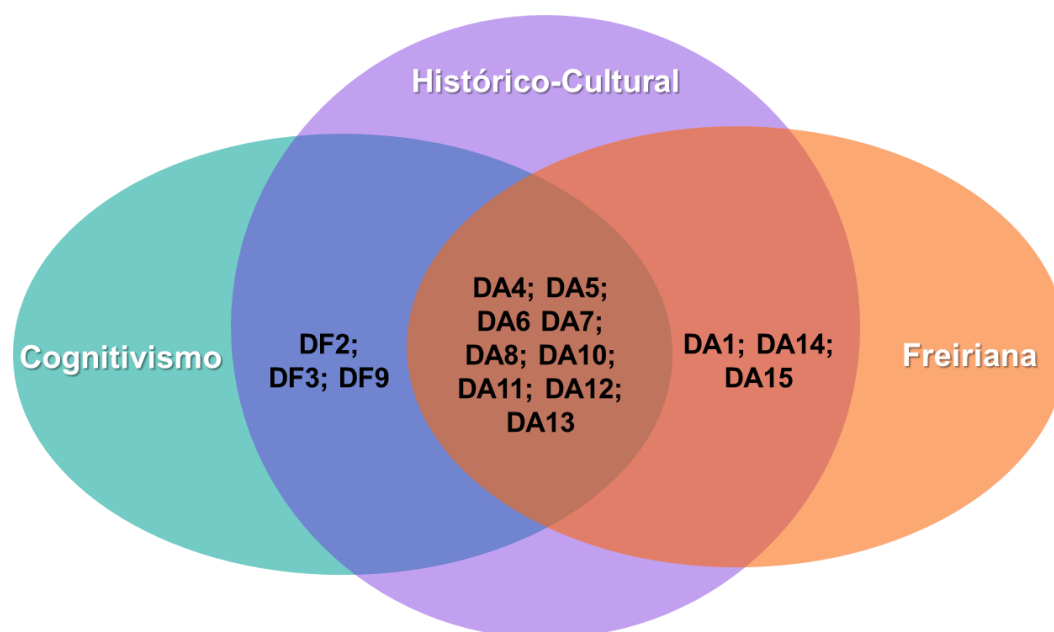 Histórico-Cultural
Cognitivismo
DF2;
DF3; DF9
DA4; DA5;
DA6 DA7;
DA8; DA10;
DA11; DA12;
DA13
DA1; DA14;
DA15
Freiriana